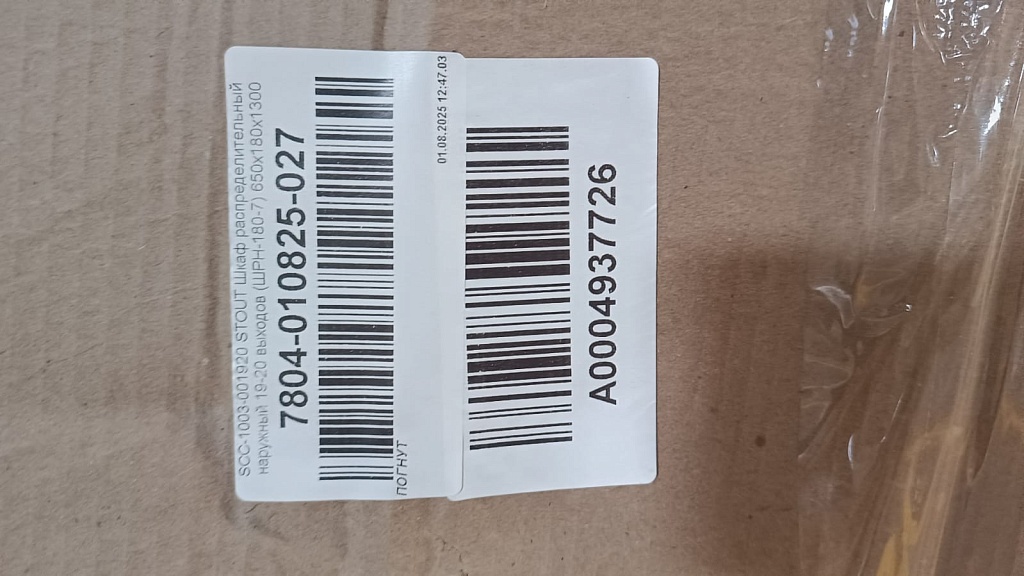 SCC-1003-001920 STOUT Шкаф распределительный
наружный 19-20 выходов (ШРН-180-7) 650х180х1300
7804-010825-027
ПОГНУТ
01.08.2025 12:47.03
A0004937726